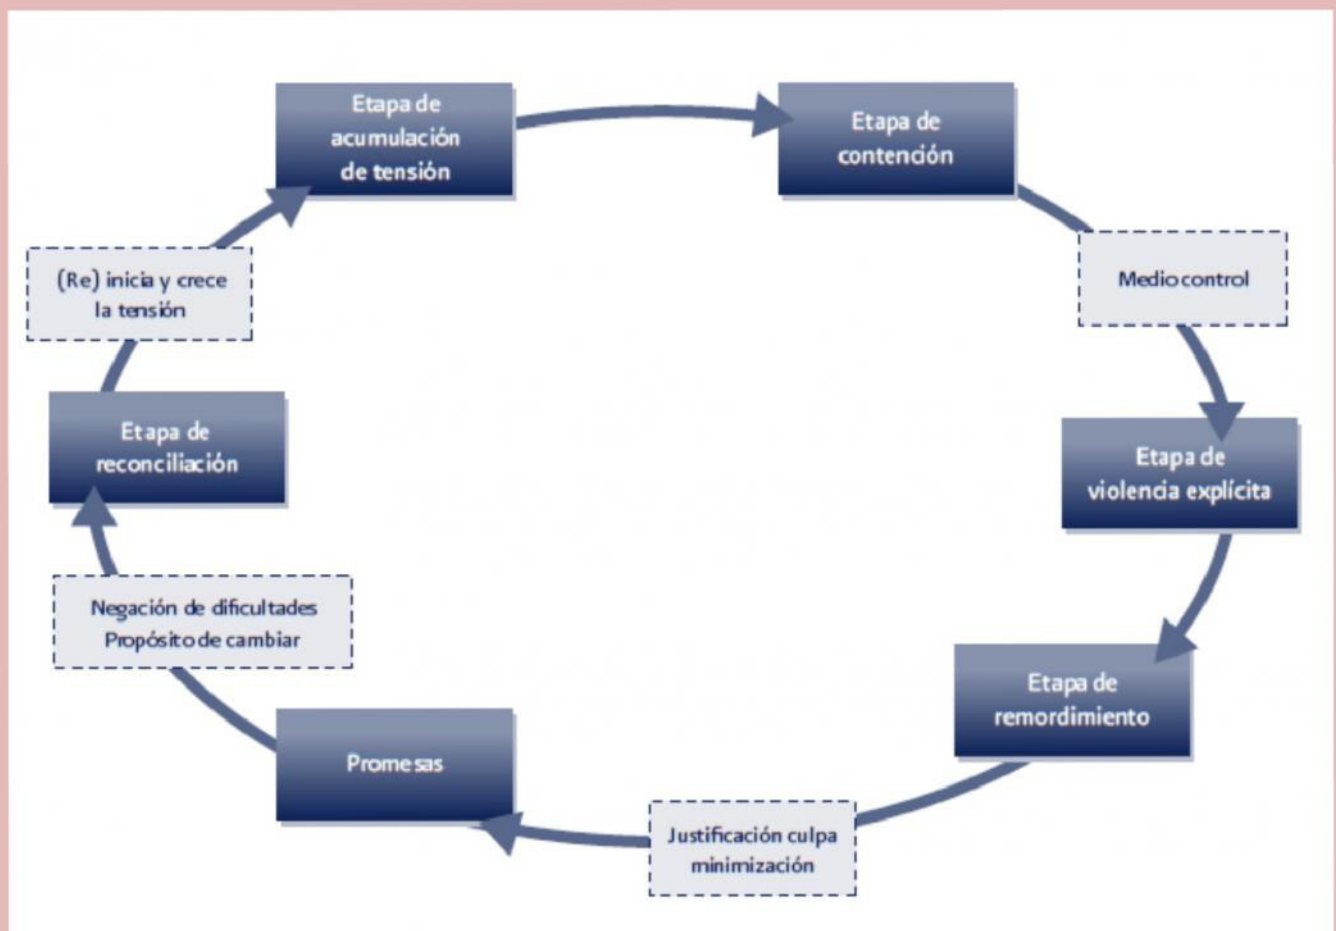 Etapa de
acumulación
de tensión
Etapa de
contención
Medio control
Etapa de
violencia explícita
Etapa de
remordimiento
Justificación culpa
minimización
Promesas
Negación de dificultades
Propósito de cambiar
Etapa de
reconciliación
(Re) inicia y crece
la tensión